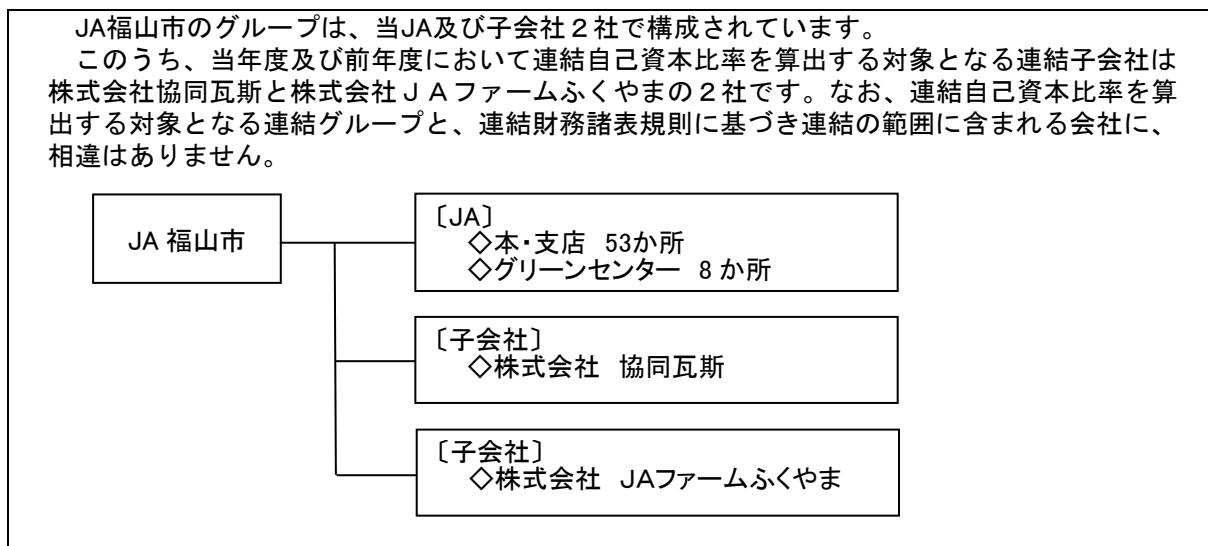 JA福山市のグループは、当JA及び子会社２社で構成されています。
　このうち、当年度及び前年度において連結自己資本比率を算出する対象となる連結子会社は
株式会社協同瓦斯と株式会社ＪＡファームふくやまの２社です。なお、連結自己資本比率を算
出する対象となる連結グループと、連結財務諸表規則に基づき連結の範囲に含まれる会社に、
相違はありません。
JA 福山市
〔JA〕
◇本・支店　53か所
◇グリーンセンター　8 か所
〔子会社〕
◇株式会社　協同瓦斯
〔子会社〕
◇株式会社　JAファームふくやま